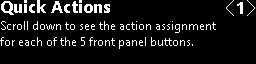 Quick Actions <1>
Scroll down to see the action assignment
for each of the 5 front panel buttons.